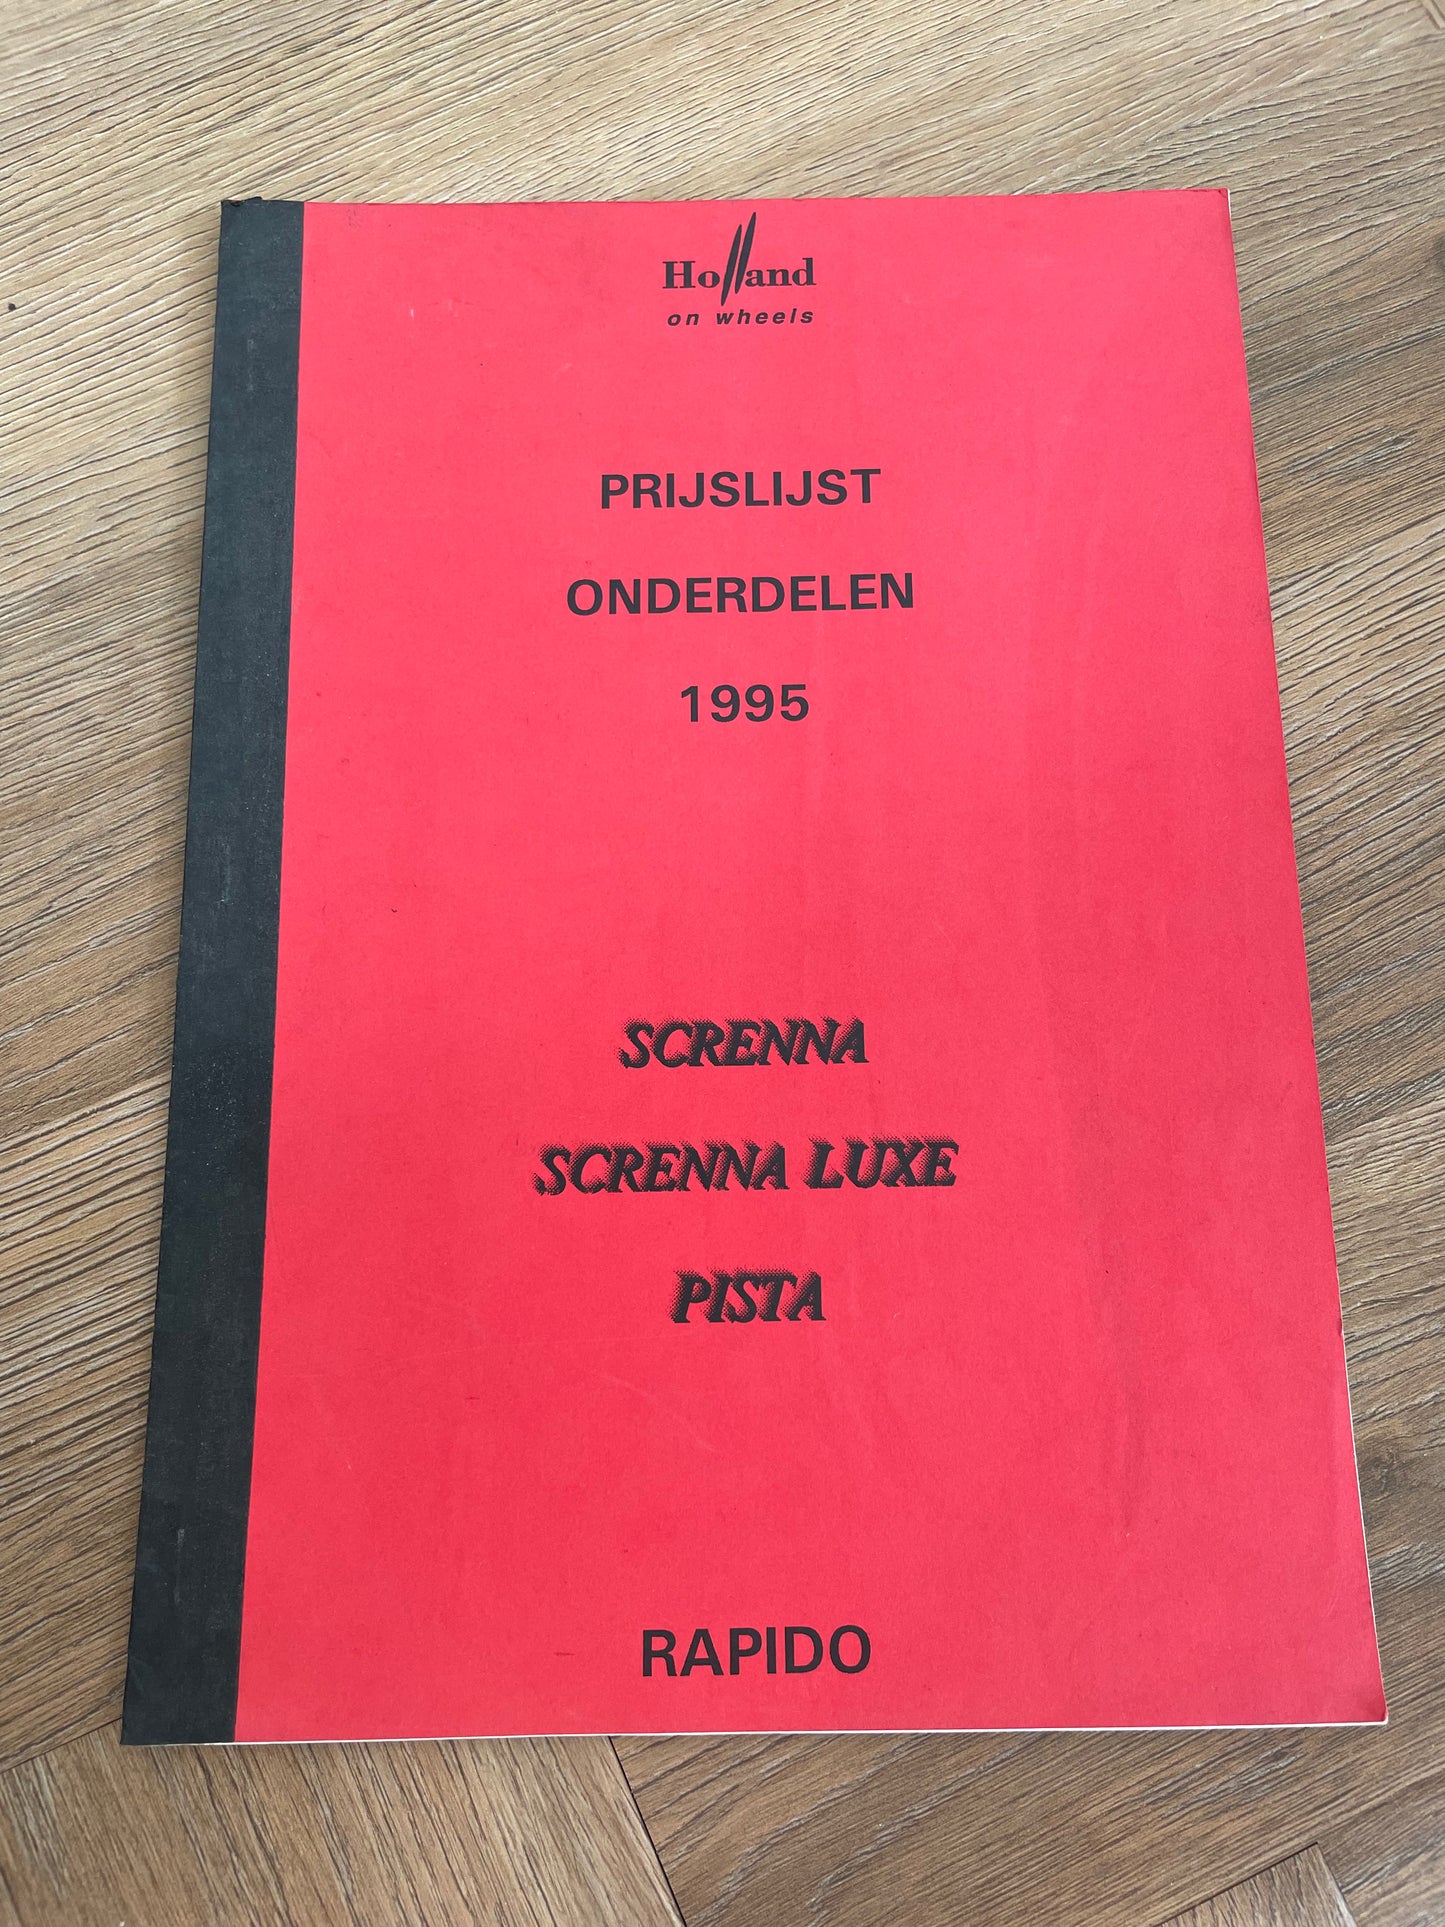 Holland
on wheels
PRIJSLIJST
ONDERDELEN
1995
SCRENNA
SCRENNA LUXE
PISTA
RAPIDO